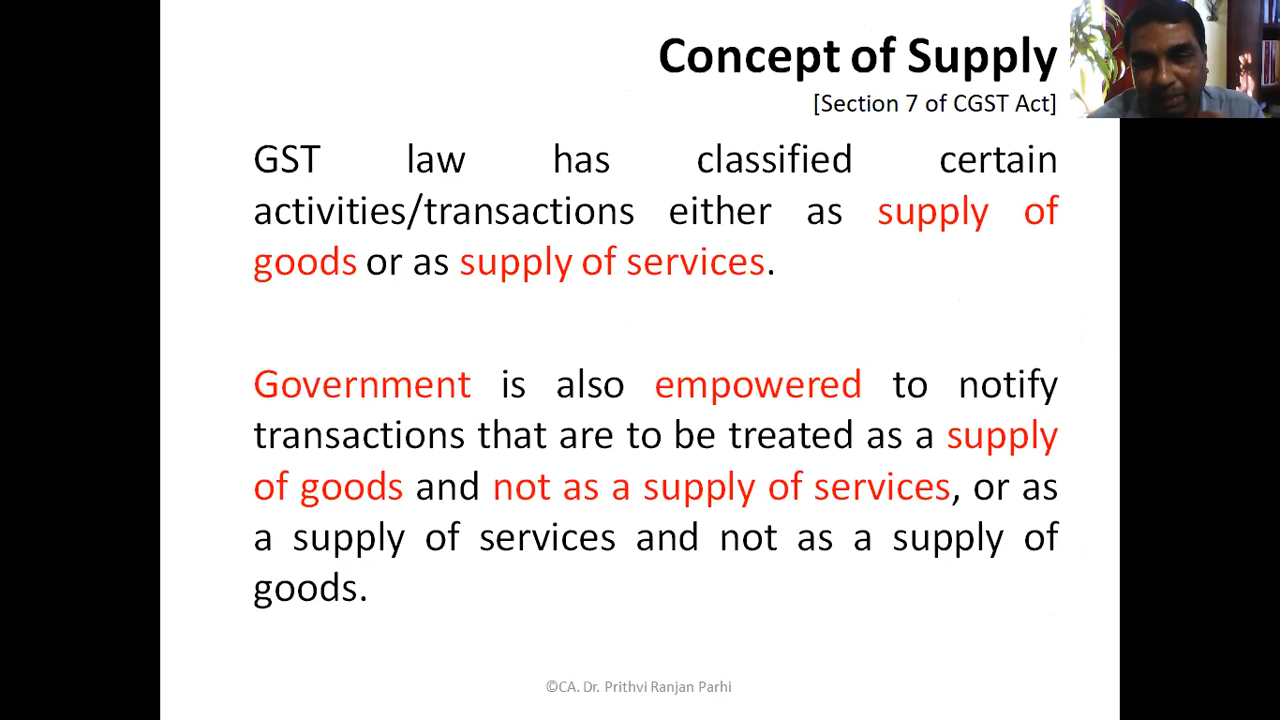 Concept of Supply
[Section 7 of CGST Act]
GST law has classified certain
activities/transactions either as supply of
goods or as supply of services.
Government is also empowered to notify
transactions that are to be treated as a supply
of goods and not as a supply of services, or as
a supply of services and not as a supply of
goods.
©CA. Dr. Prithvi Ranjan Parhi